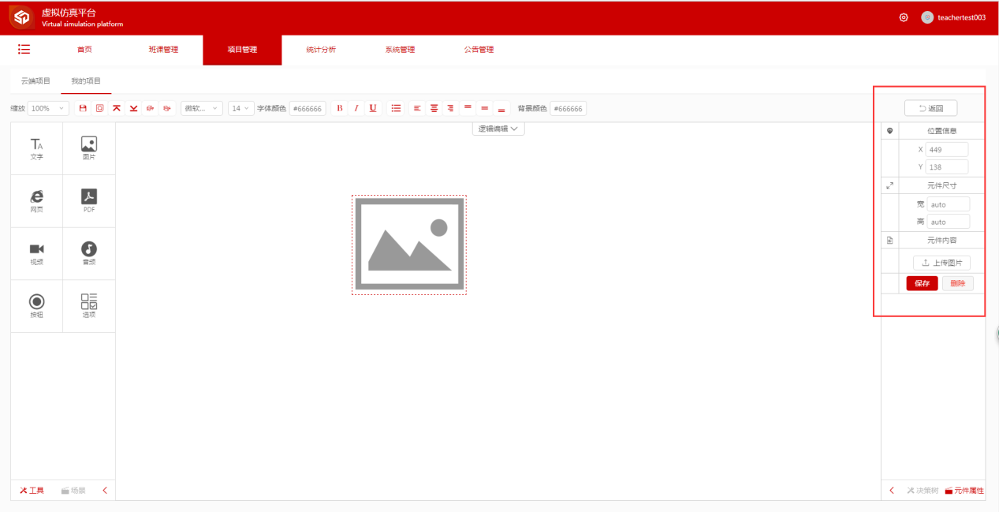 虚拟仿真平台
Virtual simulation platform
teachertest003
首页 班课管理 项目管理 统计分析 系统管理 公告管理
云端项目 我的项目
缩放 100% 微软... 14 字体颜色 #666666 B I U 背景颜色 #666666 返回
逻辑编辑
位置信息
X 449
Y 138
元件尺寸
宽 auto
高 auto
元件内容
上传图片
保存 删除
TA
文字 图片
网页 PDF
视频 音频
按钮 选项
工具 场景
决策树 元件属性